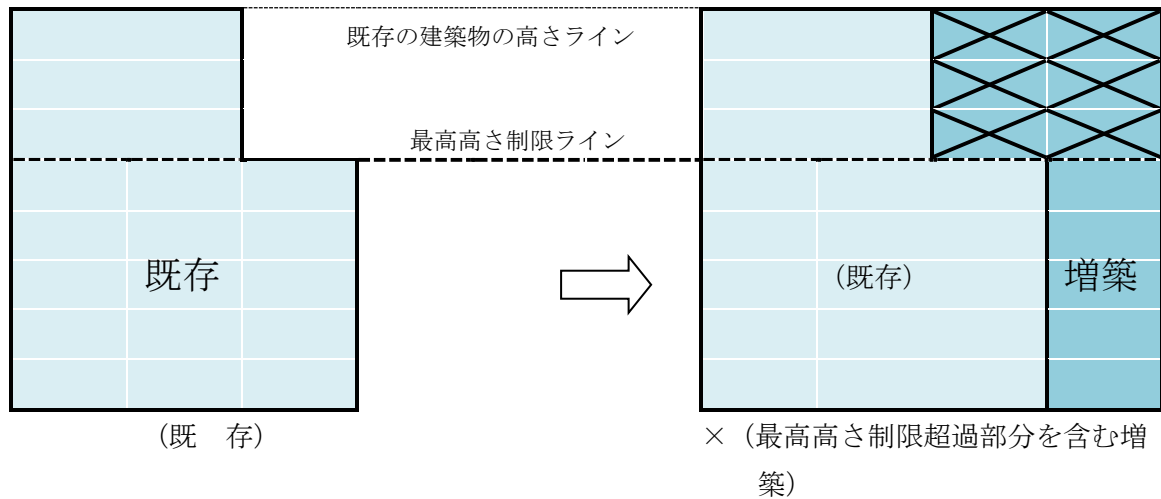 既存の建築物の高さライン
最高高さ制限ライン
既存
(既存)
増築
(既 存)
× (最高高さ制限超過部分を含む増
築)